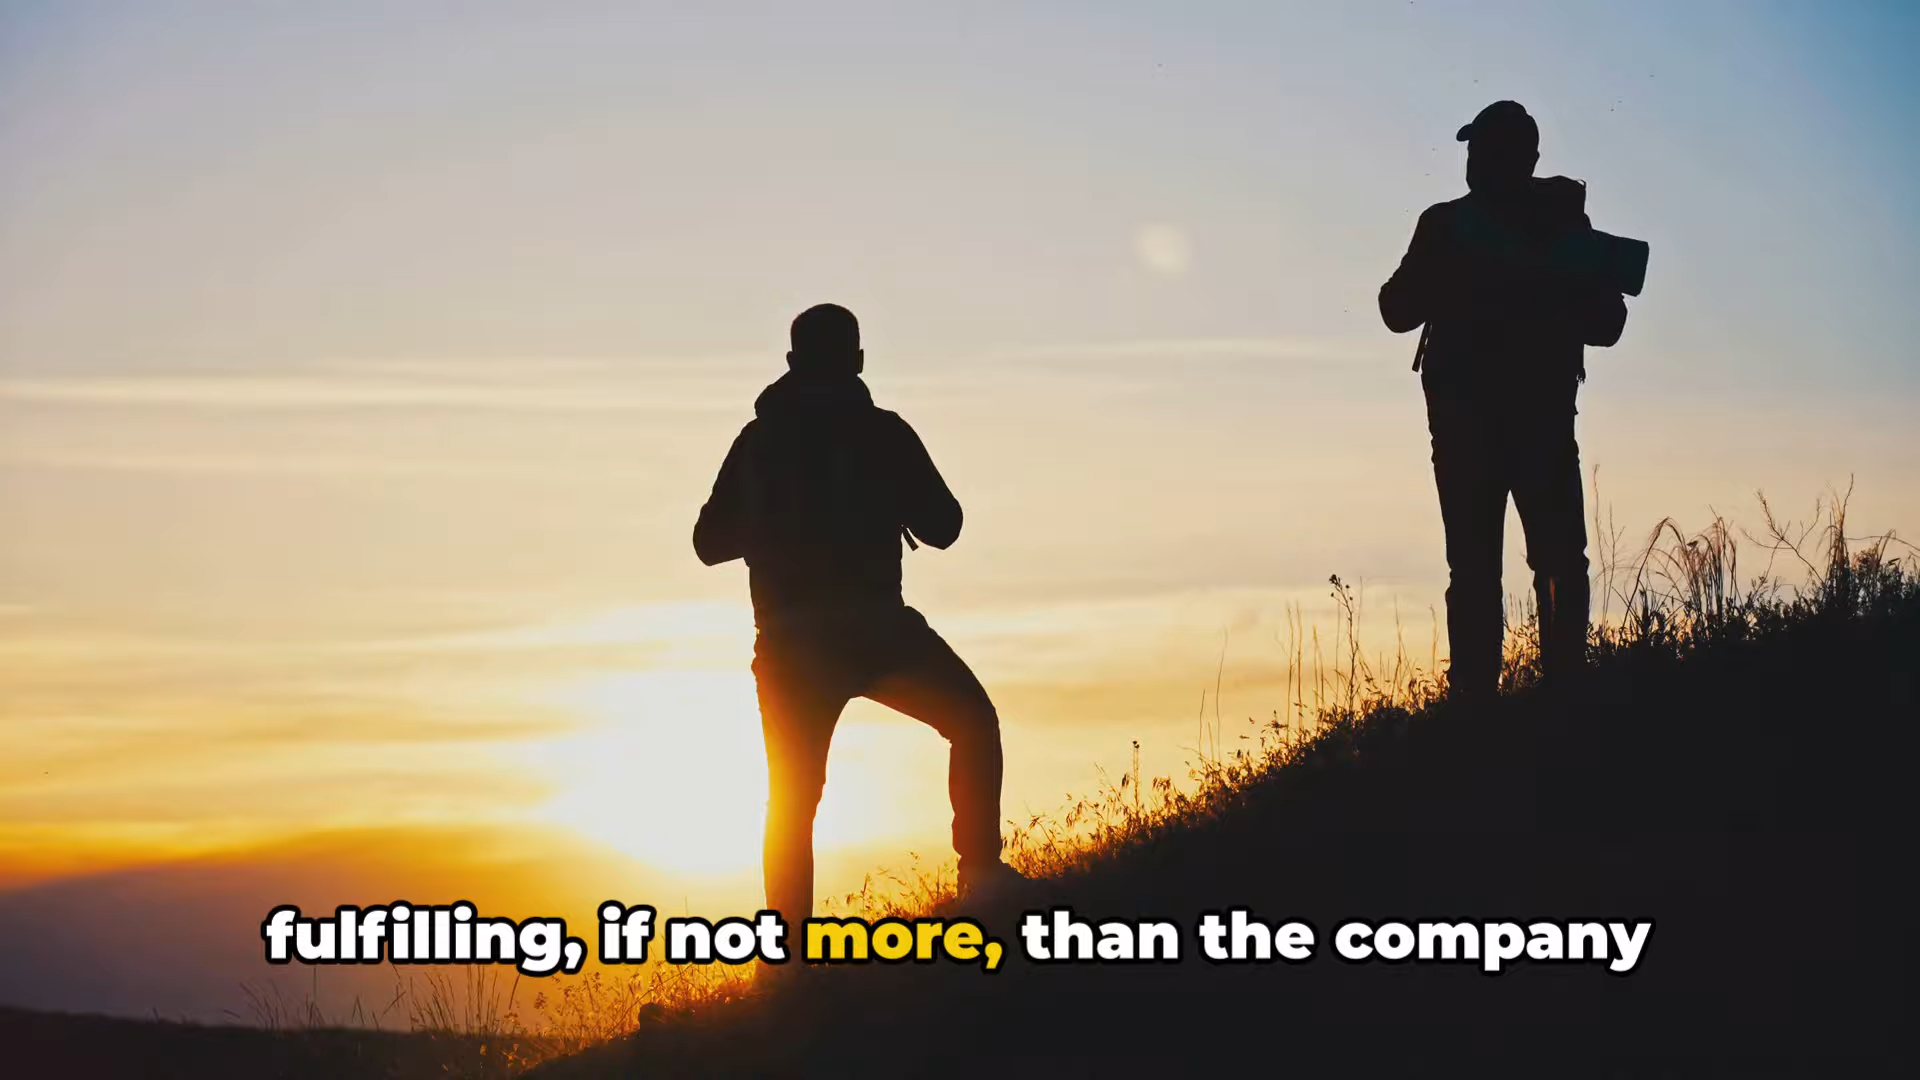 fulfilling, if not more, than the company